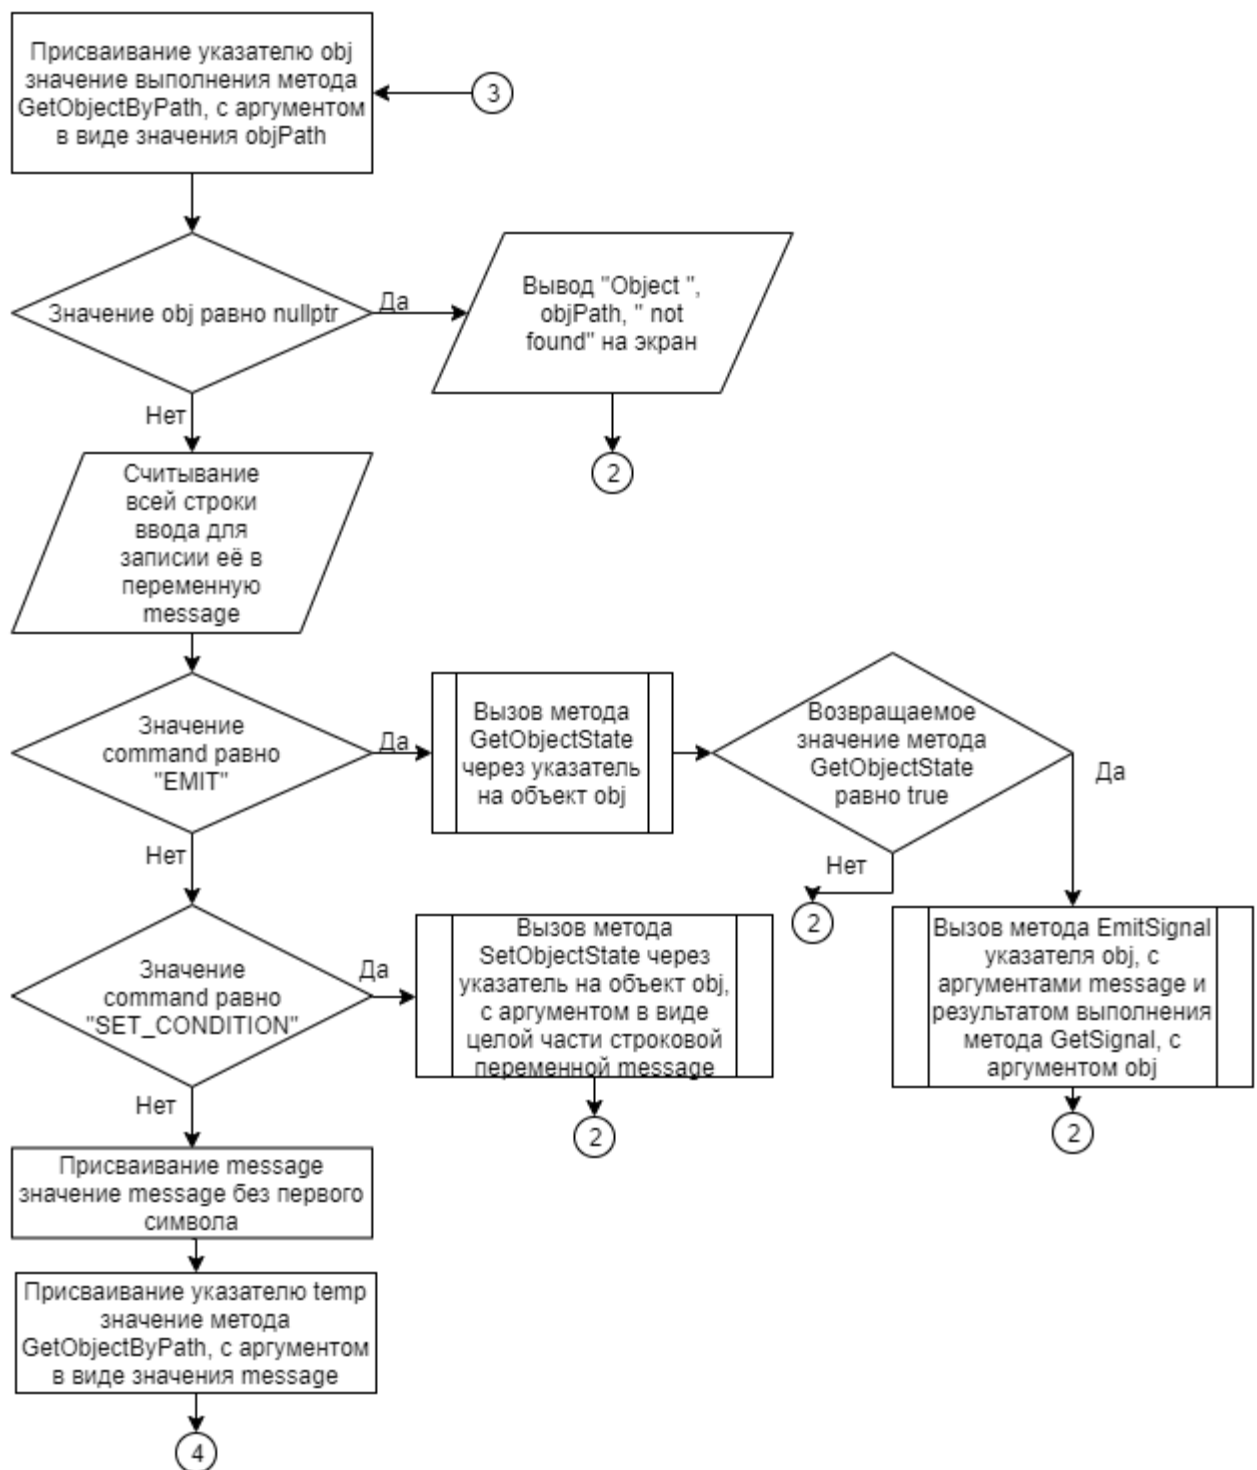 Присваивание указателю obj
значение выполнения метода
GetObjectByPath, с аргументом
в виде значения objPath
3
Значение obj равно nullptr
Да
Вывод "Object ",
objPath, " not
found" на экран
Нет
2
Считывание
всей строки
ввода для
записии её в
переменную
message
Значение
command равно
"EMIT"
Да
Вызов метода
GetObjectState
через указатель
на объект obj
Возвращаемое
значение метода
GetObjectState
равно true
Да
Нет
Нет
2
Значение
command равно
"SET_CONDITION"
Да
Вызов метода
SetObjectState через
указатель на объект obj,
с аргументом в виде
целой части строковой
переменной message
Вызов метода EmitSignal
указателя obj, с
аргументами message и
результатом выполнения
метода GetSignal, с
аргументом obj
Нет
2
2
Присваивание message
значение message без первого
символа
Присваивание указателю temp
значение метода
GetObjectByPath, с аргументом
в виде значения message
4